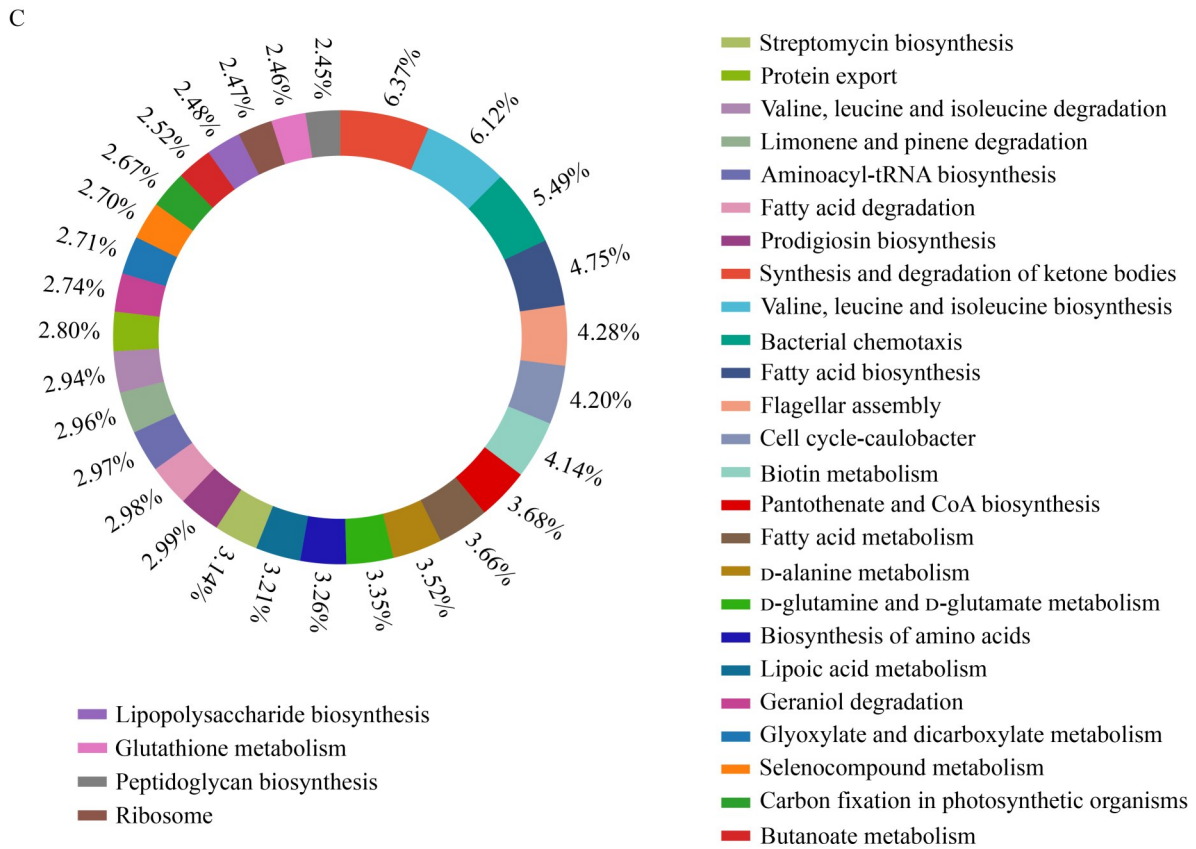 C
6.37%
6.12%
5.49%
4.75%
4.28%
4.20%
4.14%
3.68%
3.66%
3.52%
3.35%
3.26%
3.21%
3.14%
2.99%
2.98%
2.97%
2.96%
2.94%
2.80%
2.74%
2.71%
2.70%
2.67%
2.52%
2.48%
2.47%
2.46%
2.45%
Streptomycin biosynthesis
Protein export
Valine, leucine and isoleucine degradation
Limonene and pinene degradation
Aminoacyl-tRNA biosynthesis
Fatty acid degradation
Prodigiosin biosynthesis
Synthesis and degradation of ketone bodies
Valine, leucine and isoleucine biosynthesis
Bacterial chemotaxis
Fatty acid biosynthesis
Flagellar assembly
Cell cycle-caulobacter
Biotin metabolism
Pantothenate and CoA biosynthesis
Fatty acid metabolism
D-alanine metabolism
D-glutamine and D-glutamate metabolism
Biosynthesis of amino acids
Lipoic acid metabolism
Geraniol degradation
Glyoxylate and dicarboxylate metabolism
Selenocompound metabolism
Carbon fixation in photosynthetic organisms
Butanoate metabolism
Lipopolysaccharide biosynthesis
Glutathione metabolism
Peptidoglycan biosynthesis
Ribosome